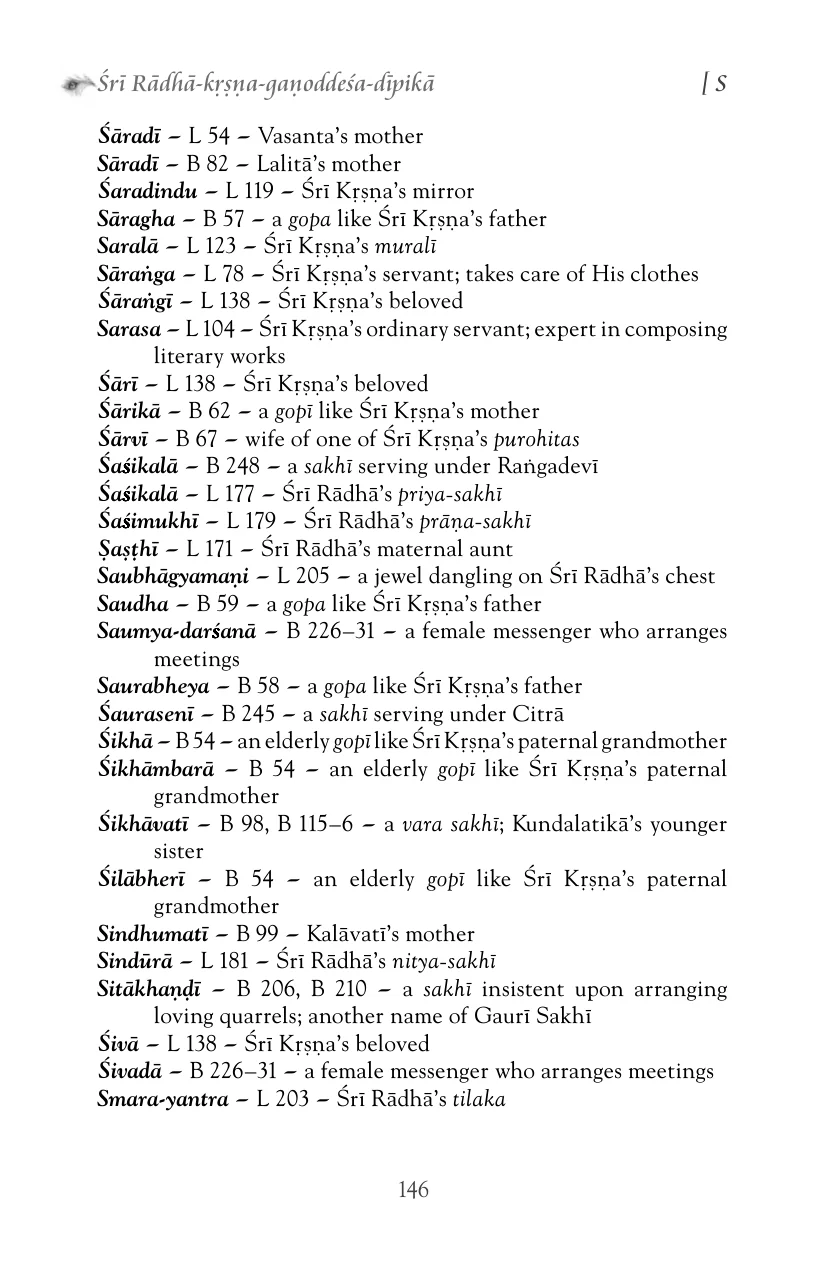 Śrī Rādhā-kṛṣṇa-gaṇoddeśa-dīpikā [ S
Śāradī – L 54 – Vasanta’s mother
Sāradī – B 82 – Lalitā’s mother
Śaradindu – L 119 – Śrī Kṛṣṇa’s mirror
Sāragha – B 57 – a gopa like Śrī Kṛṣṇa’s father
Saralā – L 123 – Śrī Kṛṣṇa’s muralī
Sāraṅga – L 78 – Śrī Kṛṣṇa’s servant; takes care of His clothes
Śāraṅgī – L 138 – Śrī Kṛṣṇa’s beloved
Sarasa – L 104 – Śrī Kṛṣṇa’s ordinary servant; expert in composing
literary works
Śārī – L 138 – Śrī Kṛṣṇa’s beloved
Śārikā – B 62 – a gopī like Śrī Kṛṣṇa’s mother
Śārvī – B 67 – wife of one of Śrī Kṛṣṇa’s purohitas
Śaśikalā – B 248 – a sakhī serving under Raṅgadevī
Śaśikalā – L 177 – Śrī Rādhā’s priya-sakhī
Śaśimukhī – L 179 – Śrī Rādhā’s prāṇa-sakhī
Ṣaṣṭhī – L 171 – Śrī Rādhā’s maternal aunt
Saubhāgyamaṇi – L 205 – a jewel dangling on Śrī Rādhā’s chest
Saudha – B 59 – a gopa like Śrī Kṛṣṇa’s father
Saumya-darśanā – B 226–31 – a female messenger who arranges
meetings
Saurabheya – B 58 – a gopa like Śrī Kṛṣṇa’s father
Śaurasenī – B 245 – a sakhī serving under Citrā
Śikhā – B 54 – an elderly gopī like Śrī Kṛṣṇa’s paternal grandmother
Śikhāmbarā – B 54 – an elderly gopī like Śrī Kṛṣṇa’s paternal
grandmother
Śikhāvatī – B 98, B 115–6 – a vara sakhī; Kundalatikā’s younger
sister
Śilābherī – B 54 – an elderly gopī like Śrī Kṛṣṇa’s paternal
grandmother
Sindhumatī – B 99 – Kalāvatī’s mother
Sindūrā – L 181 – Śrī Rādhā’s nitya-sakhī
Sitākhaṇḍī – B 206, B 210 – a sakhī insistent upon arranging
loving quarrels; another name of Gaurī Sakhī
Śivā – L 138 – Śrī Kṛṣṇa’s beloved
Śivadā – B 226–31 – a female messenger who arranges meetings
Smara-yantra – L 203 – Śrī Rādhā’s tilaka
146